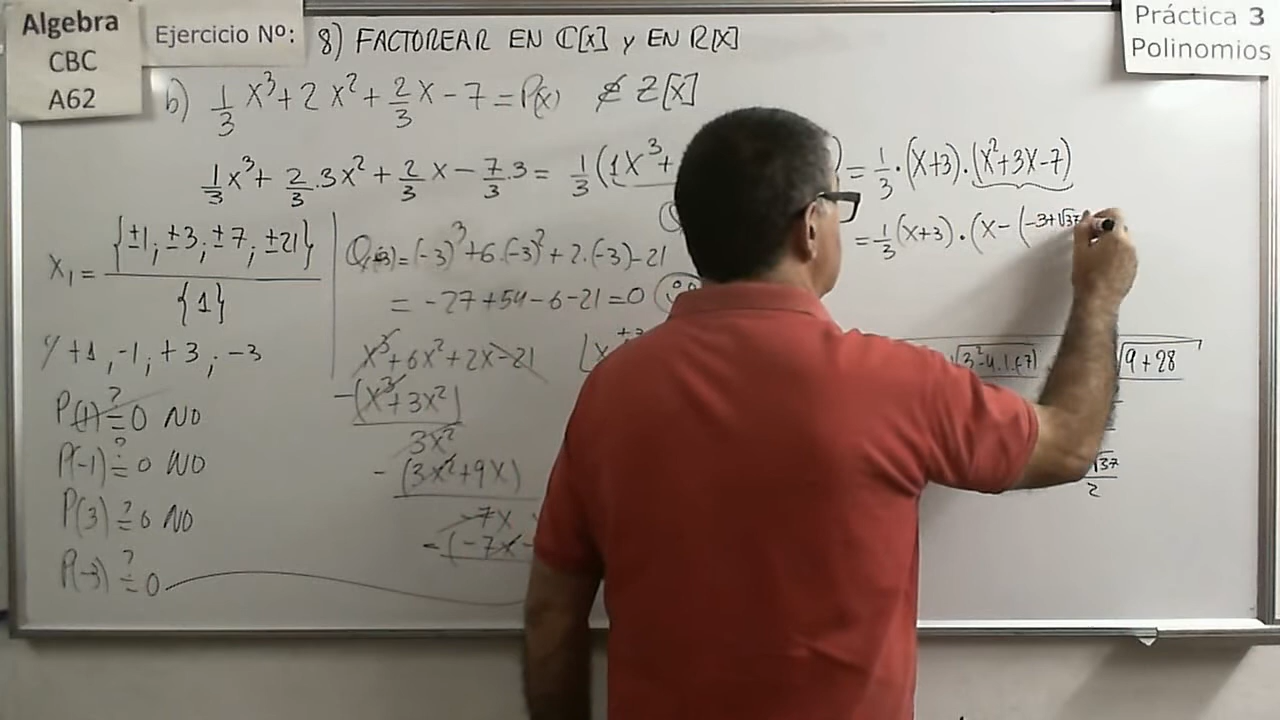 Algebra
CBC
A62
Ejercicio Nº:
8) FACTOREAR EN C[X] y EN R[X]
Práctica 3
Polinomios
b) 1/3 X³ + 2X² + 2/3 X - 7 = P(x) ∉ Z[X]
1/3 X³ + 2/3 .3X² + 2/3 X - 7/3 .3 = 1/3 (1X³ +
) = 1/3 . (X+3) . (X² + 3X - 7)
= 1/3 (X+3) . (X - (-3+√37
X₁ = {±1, ±3, ±7, ±21}
{1}
+1, -1, +3, -3
P(1) ?= 0 NO
P(-1) ?= 0 NO
P(3) ?= 0 NO
P(-3) ?= 0
Q(-3) = (-3)³ + 6.(-3)² + 2.(-3) - 21
= -27 + 54 - 6 - 21 = 0
X³ + 6X² + 2X - 21
-(X³ + 3X²)
3X²
-(3X² + 9X)
-7X
-(-7X -
√3² - 4.1.(-7)
√9 + 28
√37
2